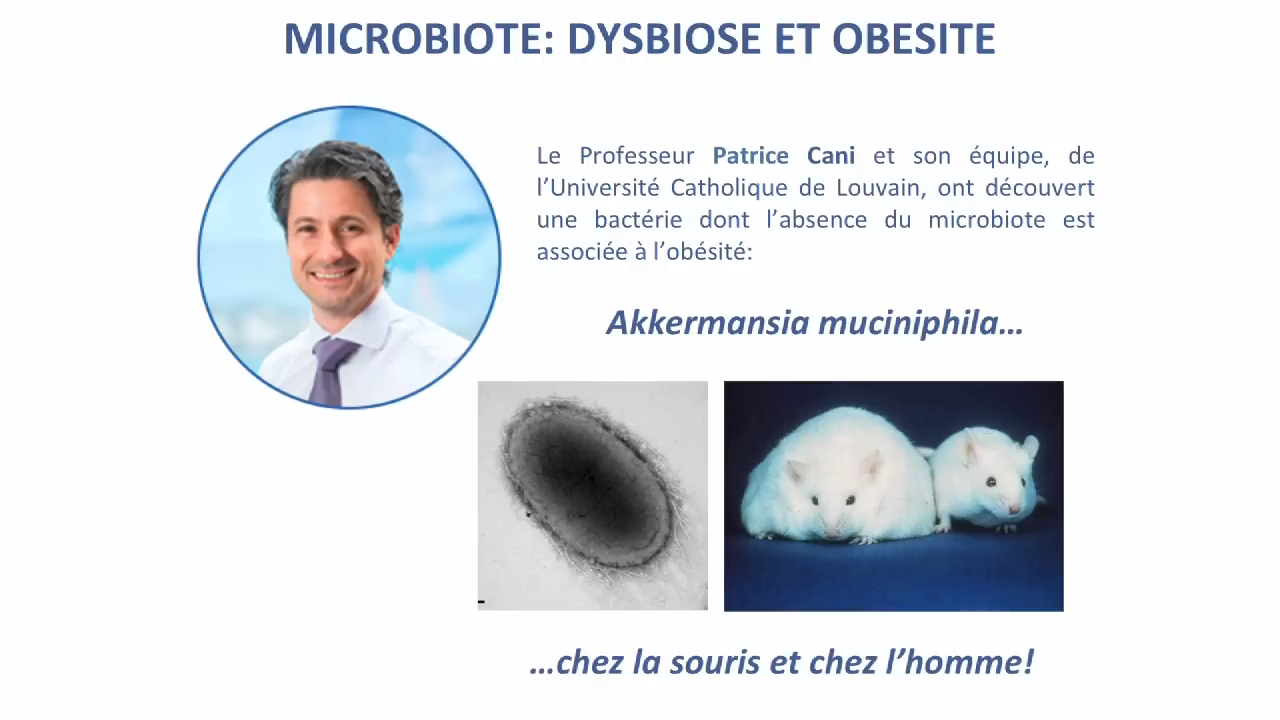 MICROBIOTE: DYSBIOSE ET OBESITE
Le Professeur Patrice Cani et son équipe, de
l’Université Catholique de Louvain, ont découvert
une bactérie dont l’absence du microbiote est
associée à l’obésité:
Akkermansia muciniphila…
…chez la souris et chez l’homme!